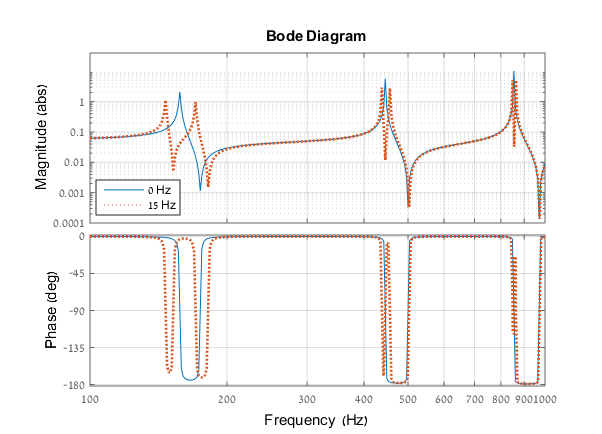 Bode Diagram
Magnitude (abs)
1
0.1
0.01
0.001
0.0001
0 Hz
15 Hz
Phase (deg)
0
-45
-90
-135
-180
100 200 300 400 500 600 700 800 900 1000
Frequency (Hz)